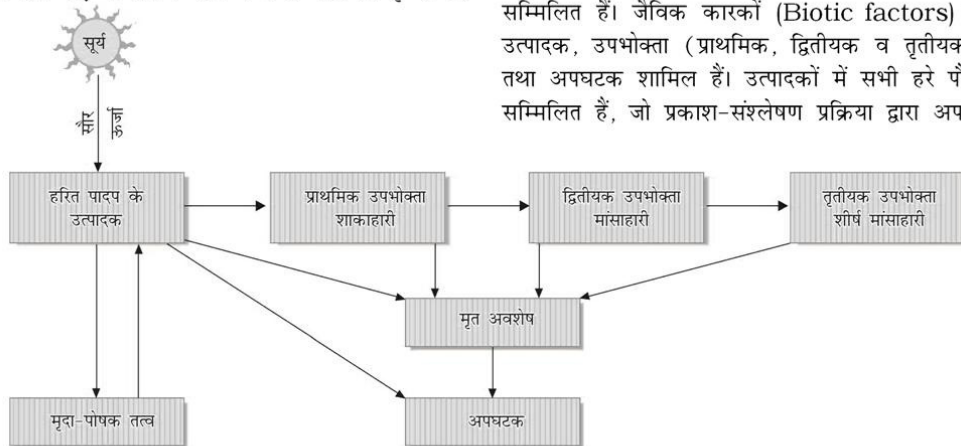 सम्मिलित हैं। जैविक कारकों (Biotic factors)
उत्पादक, उपभोक्ता (प्राथमिक, द्वितीयक व तृतीयक
तथा अपघटक शामिल हैं। उत्पादकों में सभी हरे
सम्मिलित हैं, जो प्रकाश-संश्लेषण प्रक्रिया द्वारा
सूर्य
सौर
ऊर्जा
हरित पादप के
उत्पादक
प्राथमिक उपभोक्ता
शाकाहारी
द्वितीयक उपभोक्ता
मांसाहारी
तृतीयक उपभोक्ता
शीर्ष मांसाहारी
मृत अवशेष
मृदा-पोषक तत्व
अपघटक